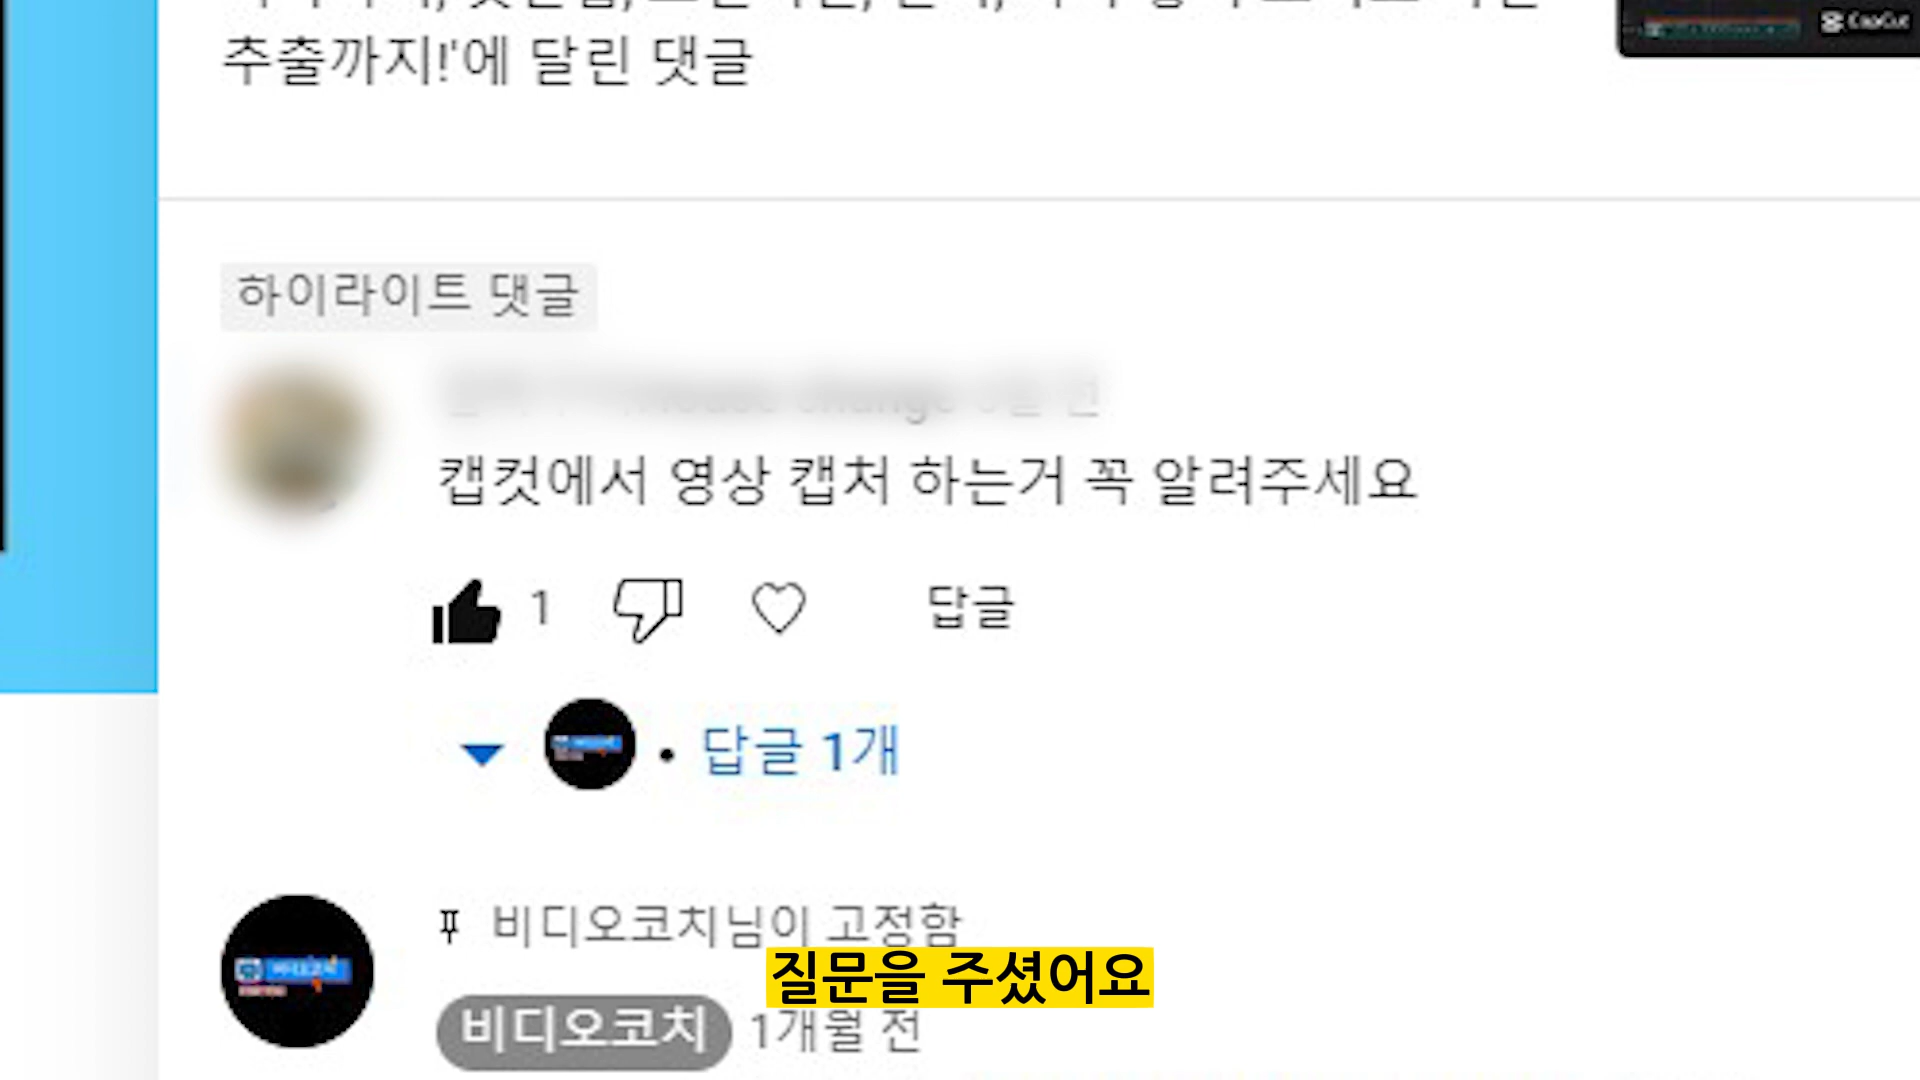 추출까지!'에 달린 댓글
CapCut
하이라이트 댓글
캡컷에서 영상 캡처 하는거 꼭 알려주세요
1
답글
• 답글 1개
비디오코치님이 고정함
질문을 주셨어요
비디오코치 1개월 전